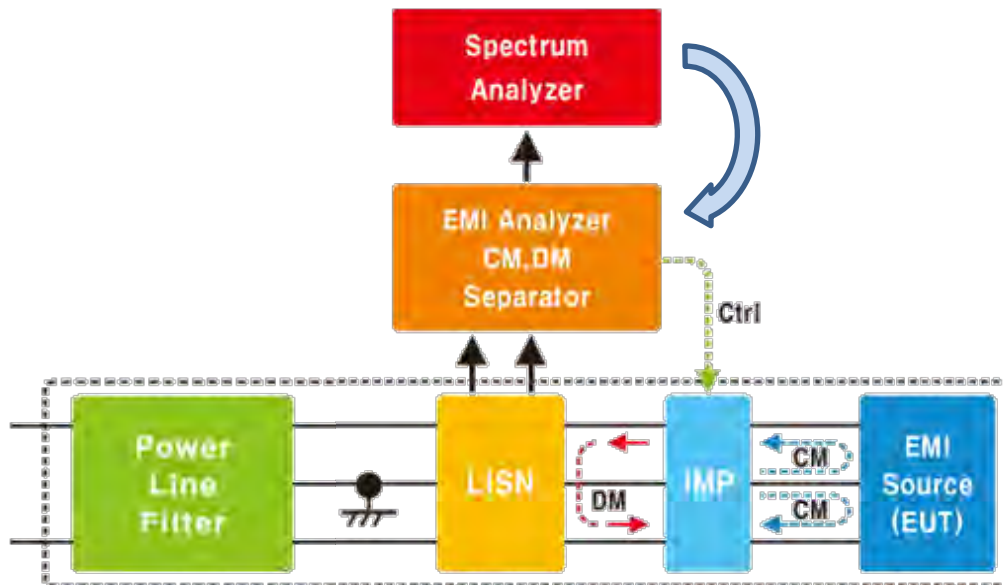 Spectrum
Analyzer
EMI Analyzer
CM,DM
Separator
Ctrl
Power
Line
Filter
LISN
DM
IMP
CM
CM
EMI
Source
(EUT)